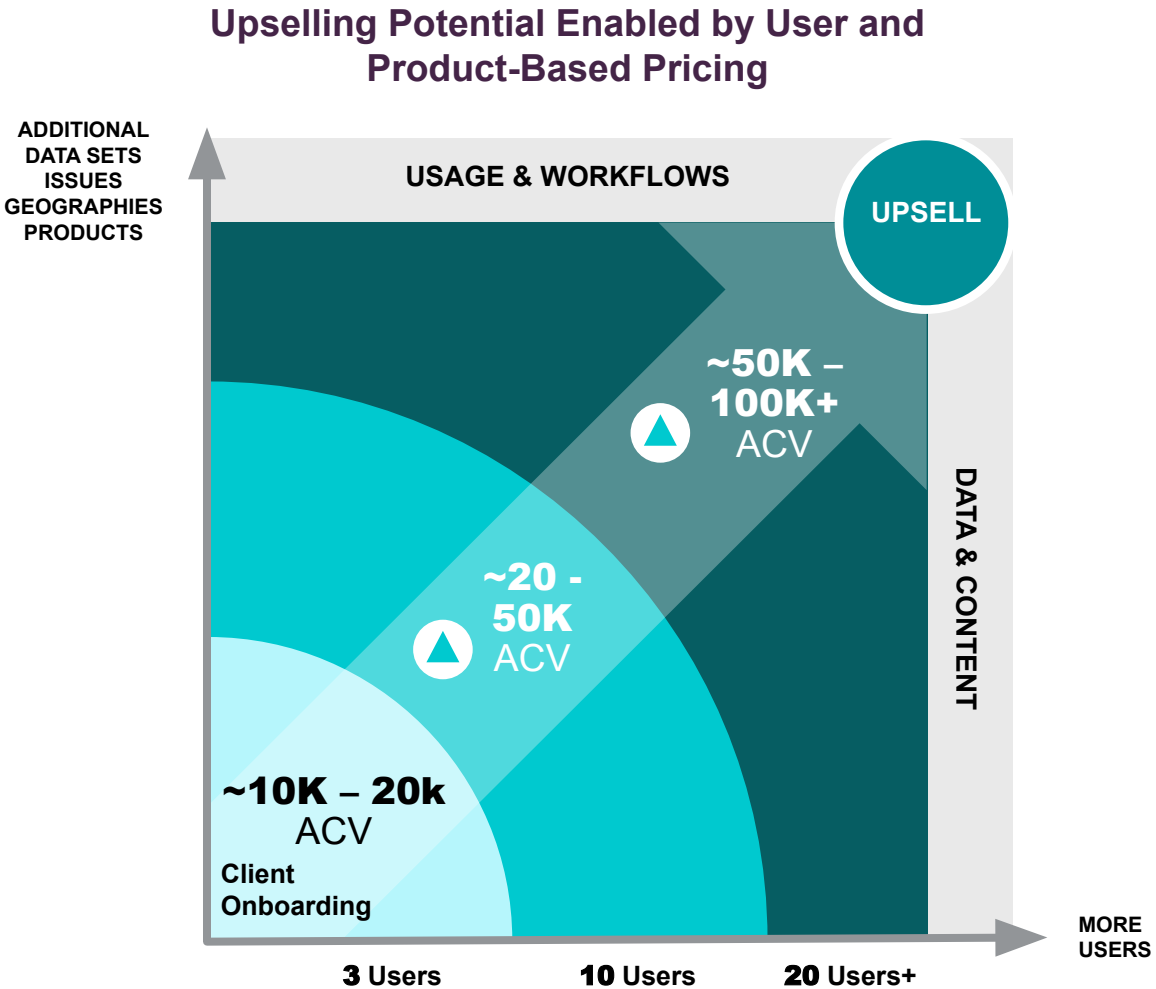 Upselling Potential Enabled by User and
Product-Based Pricing
ADDITIONAL
DATA SETS
ISSUES
GEOGRAPHIES
PRODUCTS
USAGE & WORKFLOWS
UPSELL
~50K –
100K+
ACV
DATA & CONTENT
~20 -
50K
ACV
~10K – 20k
ACV
Client
Onboarding
MORE
USERS
3 Users
10 Users
20 Users+